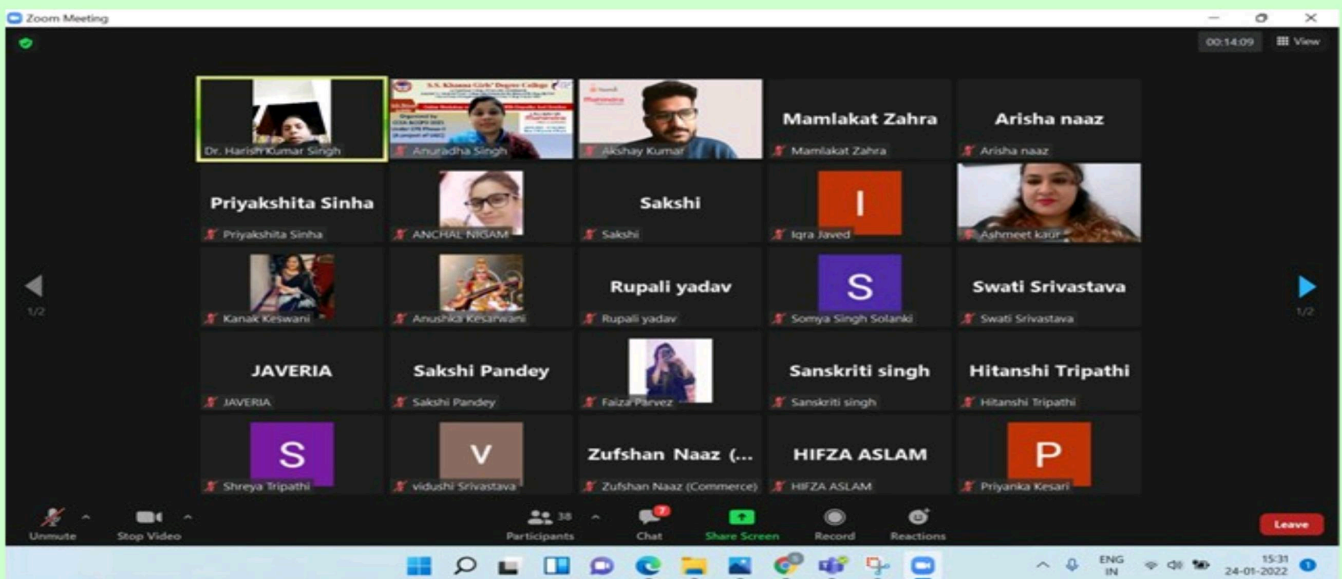 Zoom Meeting
00:14:09 View
S.S. Khanna Girls' Degree College
Dr. Harish Kumar Singh
Anuradha Singh
Akshay Kumar
Mamlakat Zahra
Mamlakat Zahra
Arisha naaz
Arisha naaz
Priyakshita Sinha
Priyakshita Sinha
ANCHAL NIGAM
Sakshi
Sakshi
I
Iqra Javed
Ashmeet kaur
Kanak Keswani
Anushka Kesarwani
Rupali yadav
Rupali yadav
S
Somya Singh Solanki
Swati Srivastava
Swati Srivastava
1/2
1/2
JAVERIA
JAVERIA
Sakshi Pandey
Sakshi Pandey
Faiza Parvez
Sanskriti singh
Sanskriti singh
Hitanshi Tripathi
Hitanshi Tripathi
S
Shreya Tripathi
v
vidushi Srivastava
Zufshan Naaz (...
Zufshan Naaz (Commerce)
HIFZA ASLAM
HIFZA ASLAM
P
Priyanka Kesari
Unmute
Stop Video
38
Participants
7
Chat
Share Screen
Record
Reactions
Leave
ENG
IN
15:31
24-01-2022
1